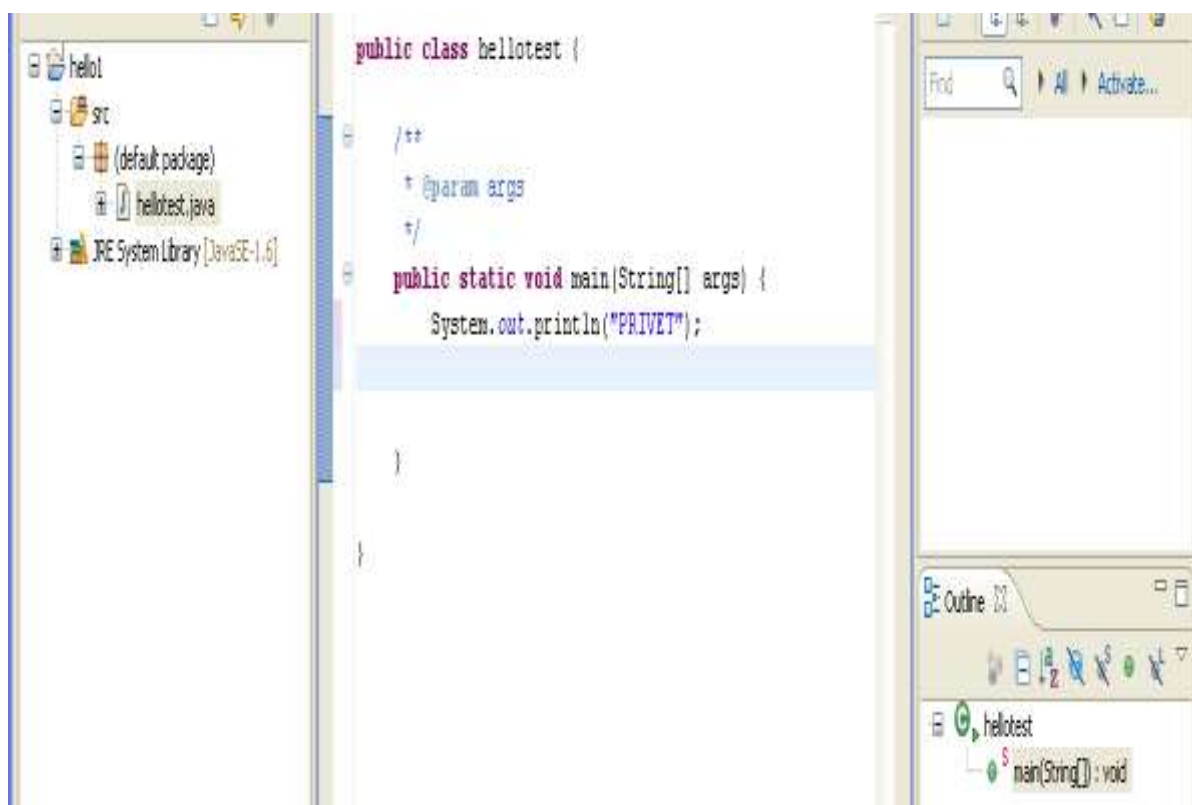 hello1
src
(default package)
hellotest.java
JRE System Library [JavaSE-1.6]
public class hellotest {
/**
* @param args
*/
public static void main(String[] args) {
System.out.println("PRIVET");
}
}
Find
All
Activate...
Outline
hellotest
main(String[]) : void